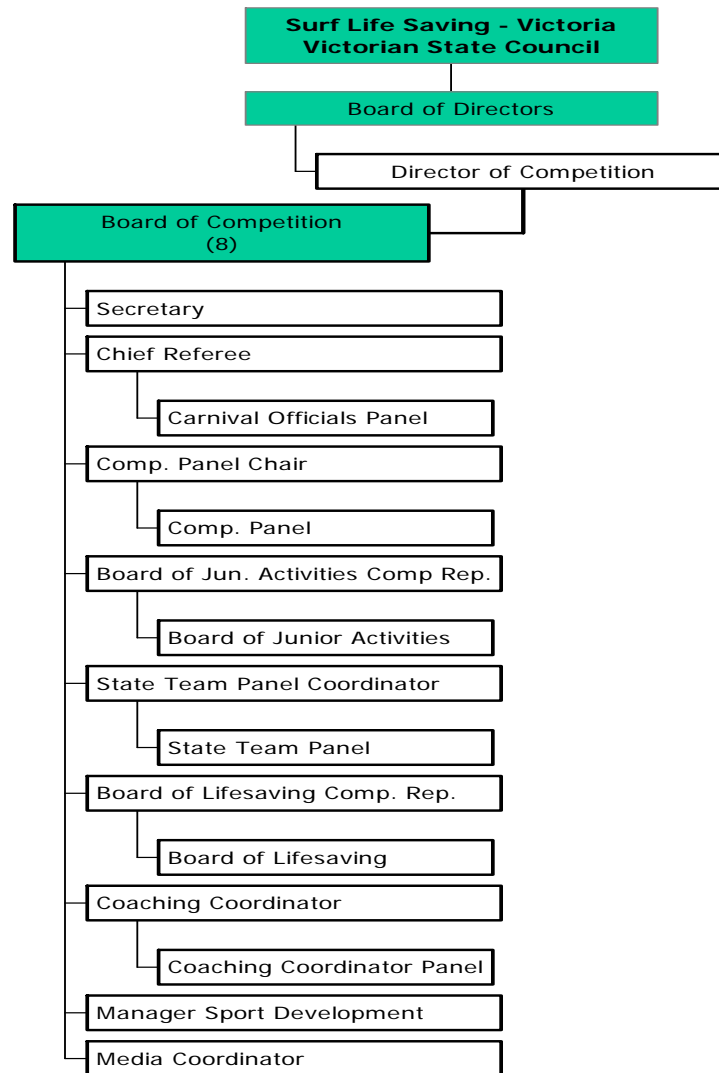 Surf Life Saving - Victoria
Victorian State Council
Board of Directors
Director of Competition
Board of Competition
(8)
Secretary
Chief Referee
Carnival Officials Panel
Comp. Panel Chair
Comp. Panel
Board of Jun. Activities Comp Rep.
Board of Junior Activities
State Team Panel Coordinator
State Team Panel
Board of Lifesaving Comp. Rep.
Board of Lifesaving
Coaching Coordinator
Coaching Coordinator Panel
Manager Sport Development
Media Coordinator